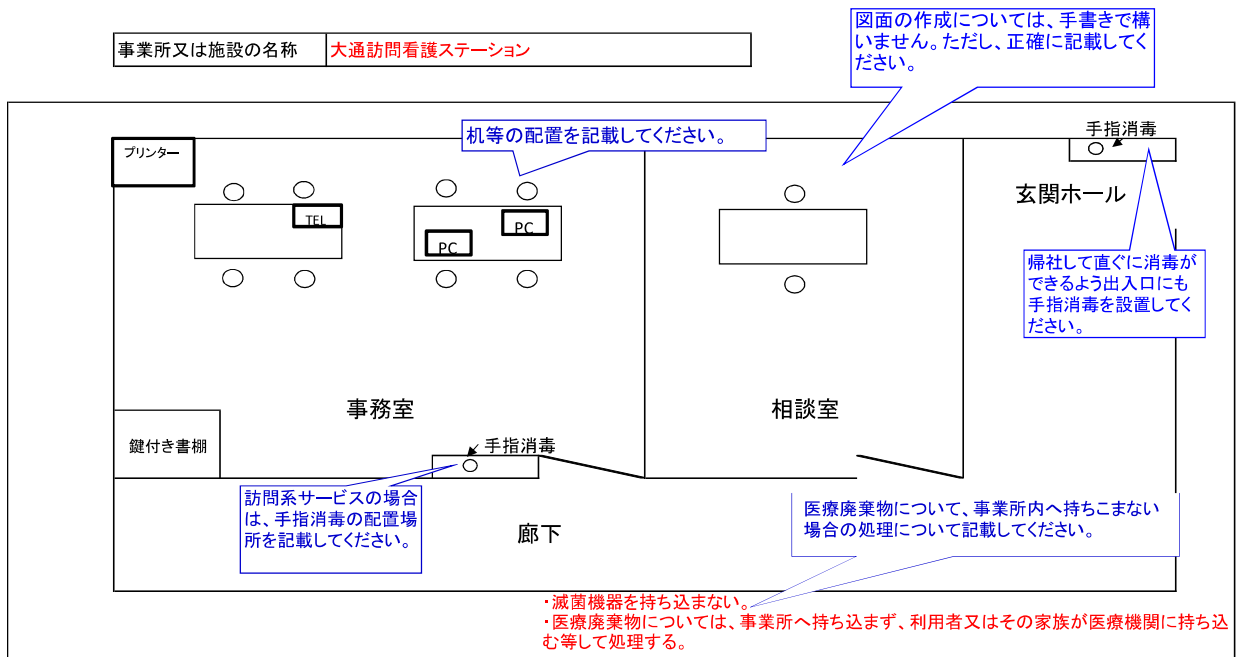 事業所又は施設の名称 大通訪問看護ステーション
図面の作成については、手書きで構
いません。ただし、正確に記載してく
ださい。
机等の配置を記載してください。
手指消毒
プリンター
玄関ホール
TEL
PC
PC
帰社して直ぐに消毒が
できるよう出入口にも
手指消毒を設置してく
ださい。
事務室
相談室
鍵付き書棚
手指消毒
訪問系サービスの場合
は、手指消毒の配置場
所を記載してください。
医療廃棄物について、事業所内へ持ちこまない
場合の処理について記載してください。
廊下
・滅菌機器を持ち込まない。
・医療廃棄物については、事業所へ持ち込まず、利用者又はその家族が医療機関に持ち込
む等して処理する。